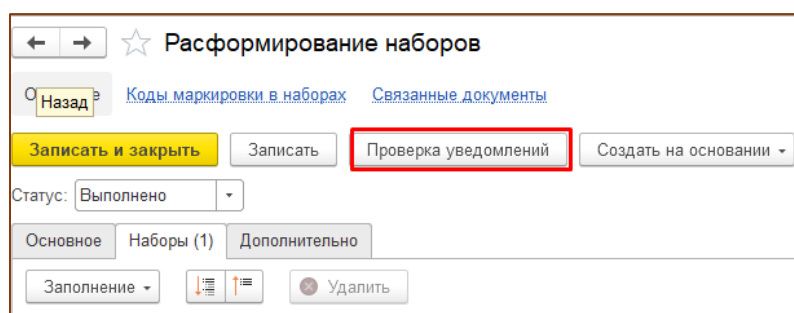 Расформирование наборов
О Назад е Коды маркировки в наборах Связанные документы
Записать и закрыть Записать Проверка уведомлений Создать на основании
Статус: Выполнено
Основное Наборы (1) Дополнительно
Заполнение Удалить